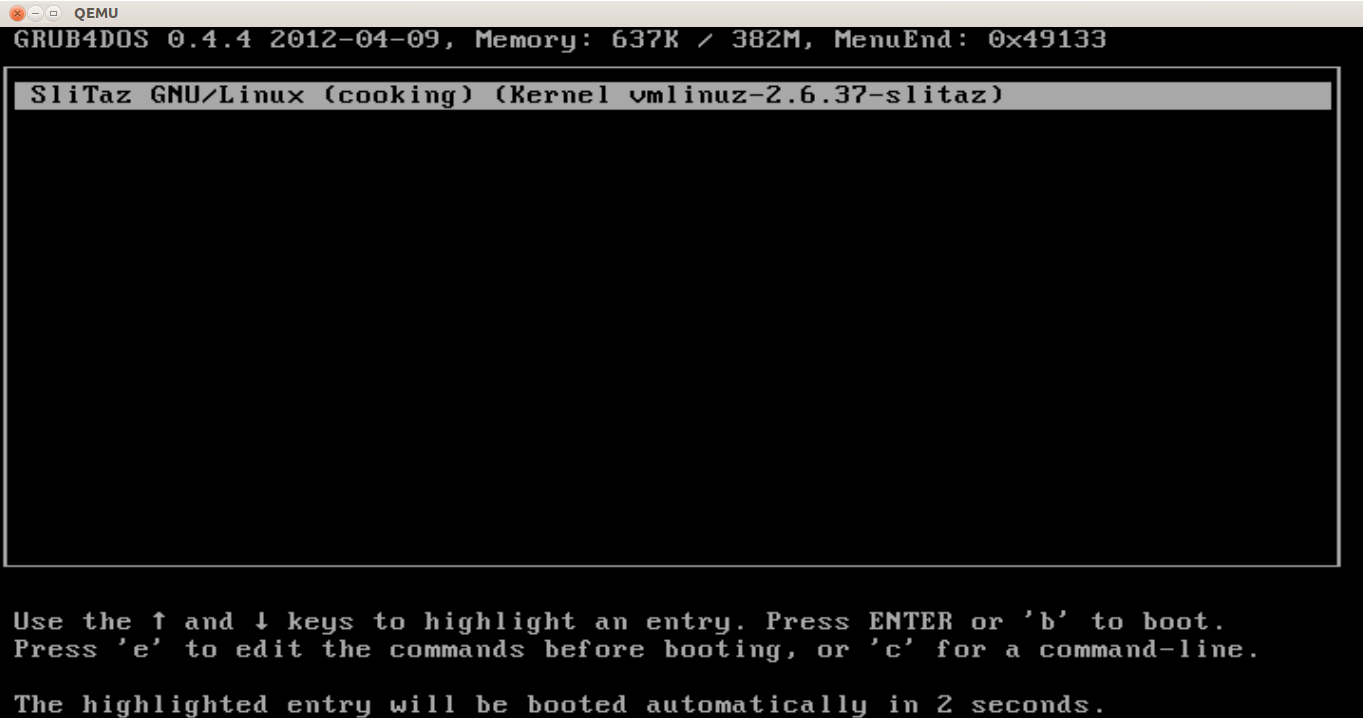 QEMU
GRUB4DOS 0.4.4 2012-04-09, Memory: 637K / 382M, MenuEnd: 0x49133
SliTaz GNU/Linux (cooking) (Kernel vmlinuz-2.6.37-slitaz)
Use the ↑ and ↓ keys to highlight an entry. Press ENTER or 'b' to boot.
Press 'e' to edit the commands before booting, or 'c' for a command-line.
The highlighted entry will be booted automatically in 2 seconds.